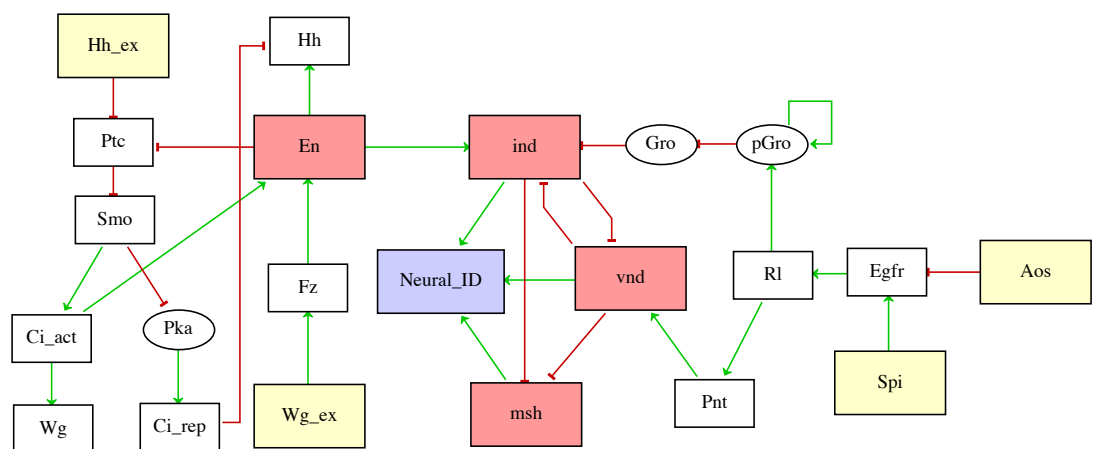 Hh_ex
Hh
Ptc
En
ind
Gro
pGro
Smo
Fz
Neural_ID
vnd
Rl
Egfr
Aos
Ci_act
Pka
Wg
Ci_rep
Wg_ex
msh
Pnt
Spi